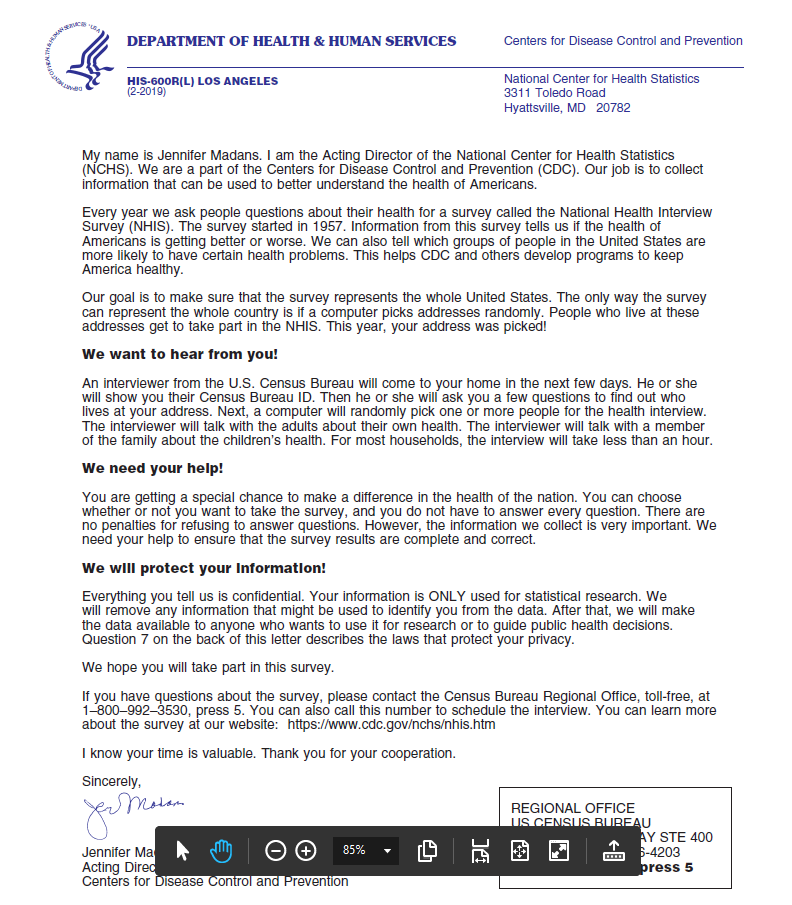 DEPARTMENT OF HEALTH & HUMAN SERVICES
Centers for Disease Control and Prevention
HIS-600R(L) LOS ANGELES
(2-2019)
National Center for Health Statistics
3311 Toledo Road
Hyattsville, MD 20782
My name is Jennifer Madans. I am the Acting Director of the National Center for Health Statistics
(NCHS). We are a part of the Centers for Disease Control and Prevention (CDC). Our job is to collect
information that can be used to better understand the health of Americans.
Every year we ask people questions about their health for a survey called the National Health Interview
Survey (NHIS). The survey started in 1957. Information from this survey tells us if the health of
Americans is getting better or worse. We can also tell which groups of people in the United States are
more likely to have certain health problems. This helps CDC and others develop programs to keep
America healthy.
Our goal is to make sure that the survey represents the whole United States. The only way the survey
can represent the whole country is if a computer picks addresses randomly. People who live at these
addresses get to take part in the NHIS. This year, your address was picked!
We want to hear from you!
An interviewer from the U.S. Census Bureau will come to your home in the next few days. He or she
will show you their Census Bureau ID. Then he or she will ask you a few questions to find out who
lives at your address. Next, a computer will randomly pick one or more people for the health interview.
The interviewer will talk with the adults about their own health. The interviewer will talk with a member
of the family about the children's health. For most households, the interview will take less than an hour.
We need your help!
You are getting a special chance to make a difference in the health of the nation. You can choose
whether or not you want to take the survey, and you do not have to answer every question. There are
no penalties for refusing to answer questions. However, the information we collect is very important. We
need your help to ensure that the survey results are complete and correct.
We will protect your information!
Everything you tell us is confidential. Your information is ONLY used for statistical research. We
will remove any information that might be used to identify you from the data. After that, we will make
the data available to anyone who wants to use it for research or to guide public health decisions.
Question 7 on the back of this letter describes the laws that protect your privacy.
We hope you will take part in this survey.
If you have questions about the survey, please contact the Census Bureau Regional Office, toll-free, at
1–800–992–3530, press 5. You can also call this number to schedule the interview. You can learn more
about the survey at our website: https://www.cdc.gov/nchs/nhis.htm
I know your time is valuable. Thank you for your cooperation.
Sincerely,
Jennifer
Acting
Centers for Disease Control and Prevention
REGIONAL OFFICE
US CENSUS BUREAU
STE 400
-4203
press 5
85%